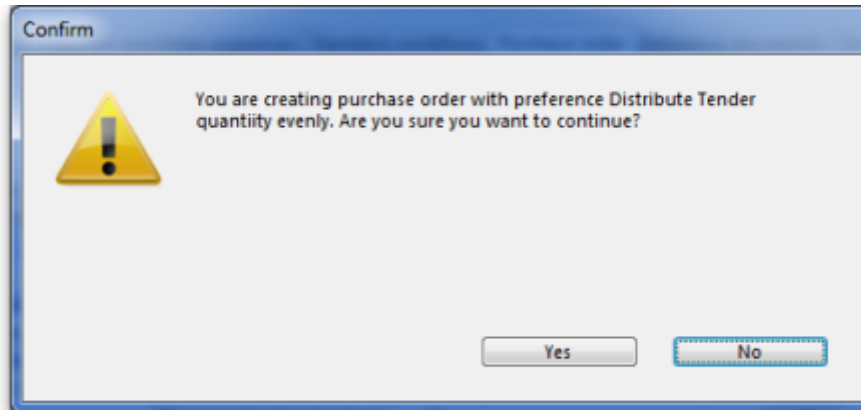 Confirm
You are creating purchase order with preference Distribute Tender
quantiity evenly. Are you sure you want to continue?
Yes
No